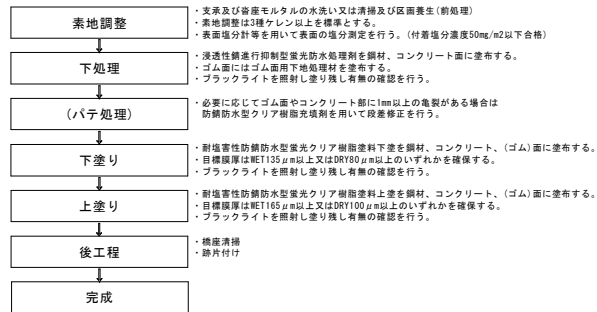 素地調整
・支承及び沓座モルタルの水洗い又は清掃及び区画養生(前処理)
・素地調整は3種ケレン以上を標準とする。
・表面塩分計等を用いて表面の塩分測定を行う。(付着塩分濃度50mg/m2以下合格)
下処理
・浸透性錆進行抑制型蛍光防水処理剤を鋼材、コンクリート面に塗布する。
・ゴム面にはゴム面用下地処理材を塗布する。
・ブラックライトを照射し塗り残し有無の確認を行う。
(パテ処理)
・必要に応じてゴム面やコンクリート部に1mm以上の亀裂がある場合は
防錆防水型クリア樹脂充填剤を用いて段差修正を行う。
下塗り
・耐塩害性防錆防水型蛍光クリア樹脂塗料下塗を鋼材、コンクリート、(ゴム)面に塗布する。
・目標膜厚はWET135μm以上又はDRY80μm以上のいずれかを確保する。
・ブラックライトを照射し塗り残し有無の確認を行う。
上塗り
・耐塩害性防錆防水型蛍光クリア樹脂塗料上塗を鋼材、コンクリート、(ゴム)面に塗布する。
・目標膜厚はWET165μm以上又はDRY100μm以上のいずれかを確保する。
・ブラックライトを照射し塗り残し有無の確認を行う。
後工程
・橋座清掃
・跡片付け
完成